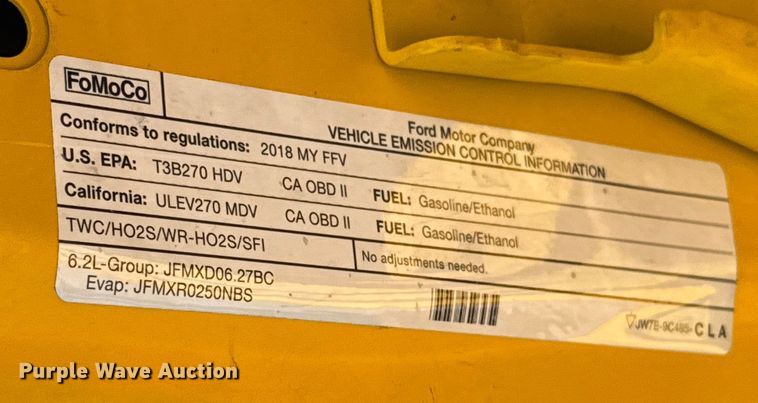 FoMoCo
Ford Motor Company
VEHICLE EMISSION CONTROL INFORMATION
Conforms to regulations: 2018 MY FFV
U.S. EPA: T3B270 HDV CA OBD II FUEL: Gasoline/Ethanol
California: ULEV270 MDV CA OBD II FUEL: Gasoline/Ethanol
TWC/HO2S/WR-HO2S/SFI
No adjustments needed.
6.2L-Group: JFMXD06.27BC
Evap: JFMXR0250NBS
JW7E-9C485- C L A
Purple Wave Auction